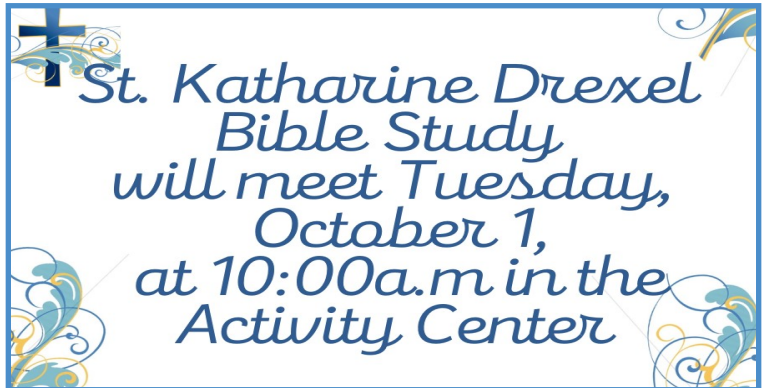 St. Katharine Drexel
Bible Study
will meet Tuesday,
October 1,
at 10:00a.m in the
Activity Center